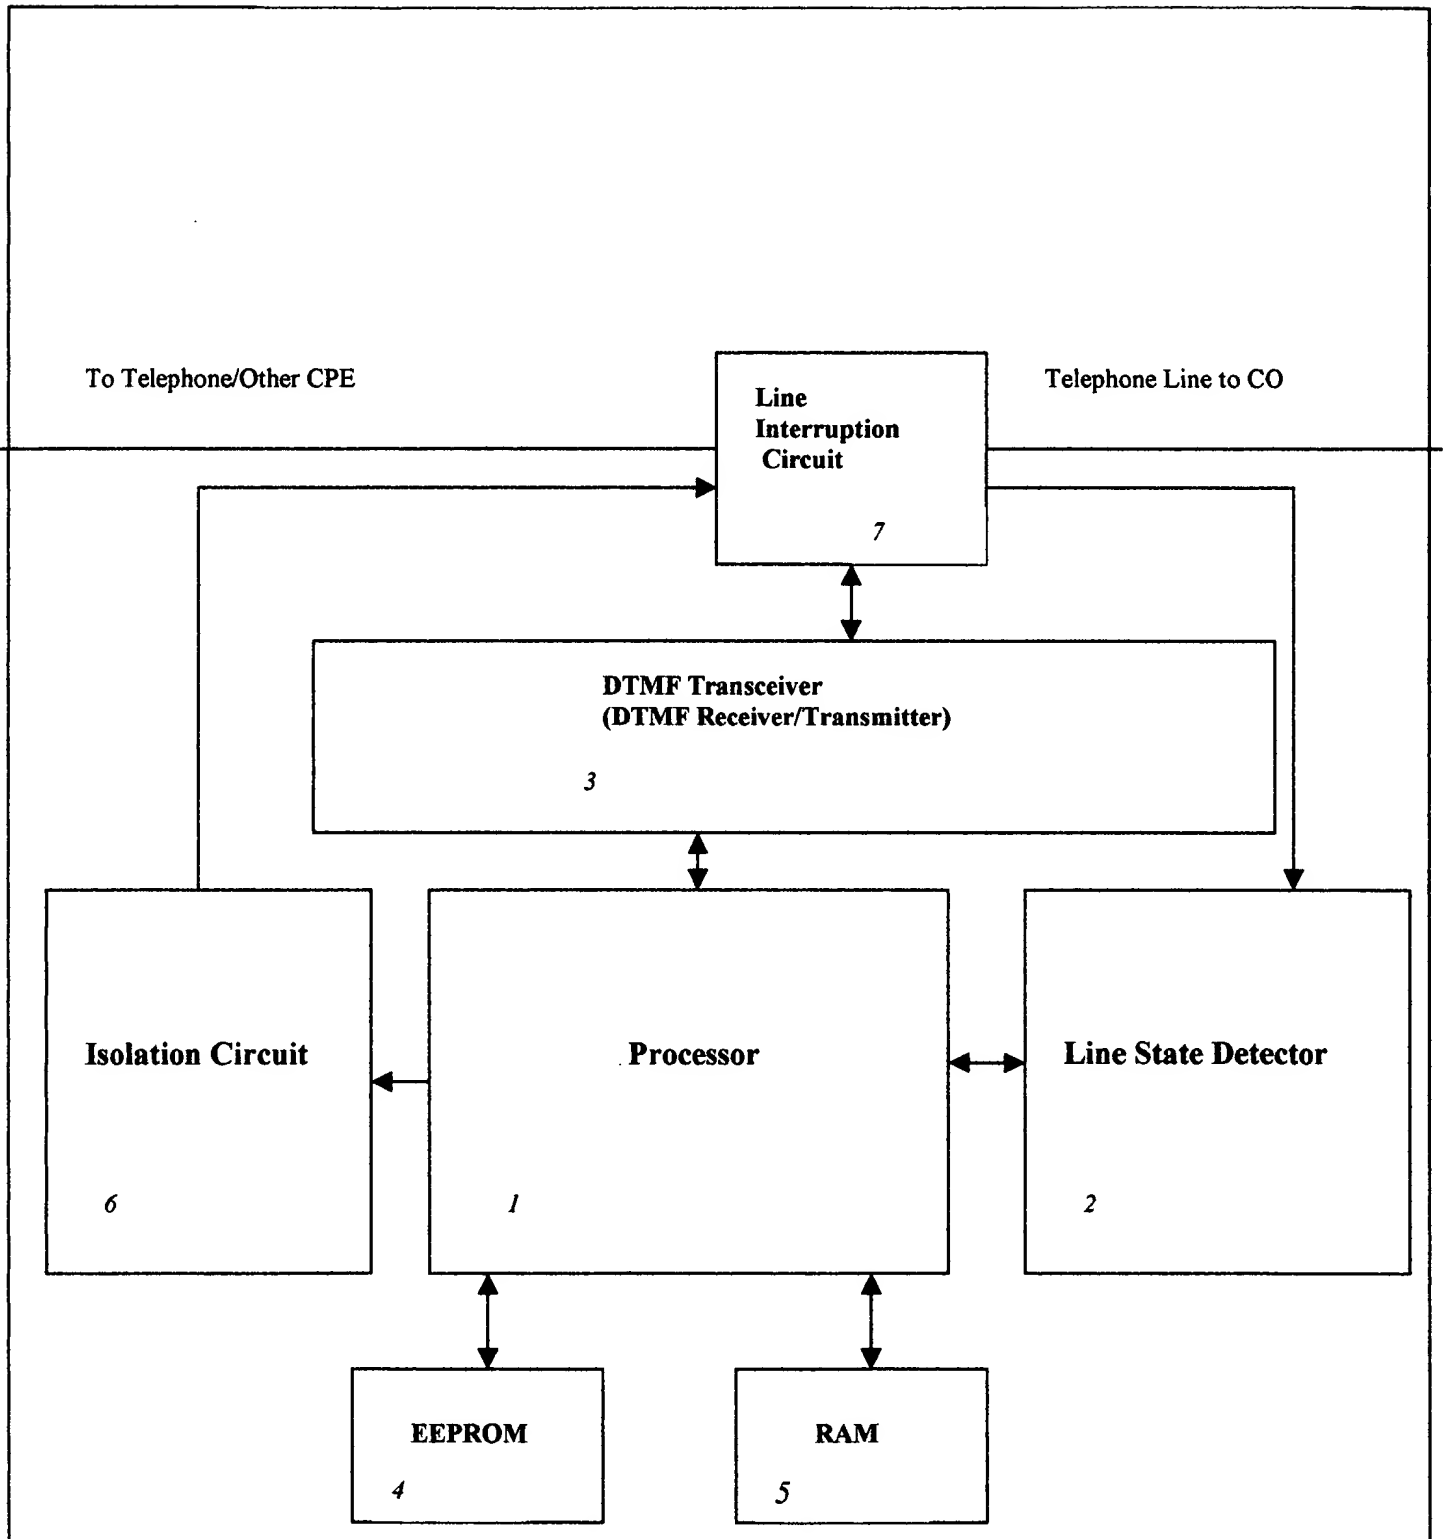 To Telephone/Other CPE
Telephone Line to CO
Line
Interruption
Circuit
7
DTMF Transceiver
(DTMF Receiver/Transmitter)
3
Isolation Circuit
6
Processor
1
Line State Detector
2
EEPROM
4
RAM
5